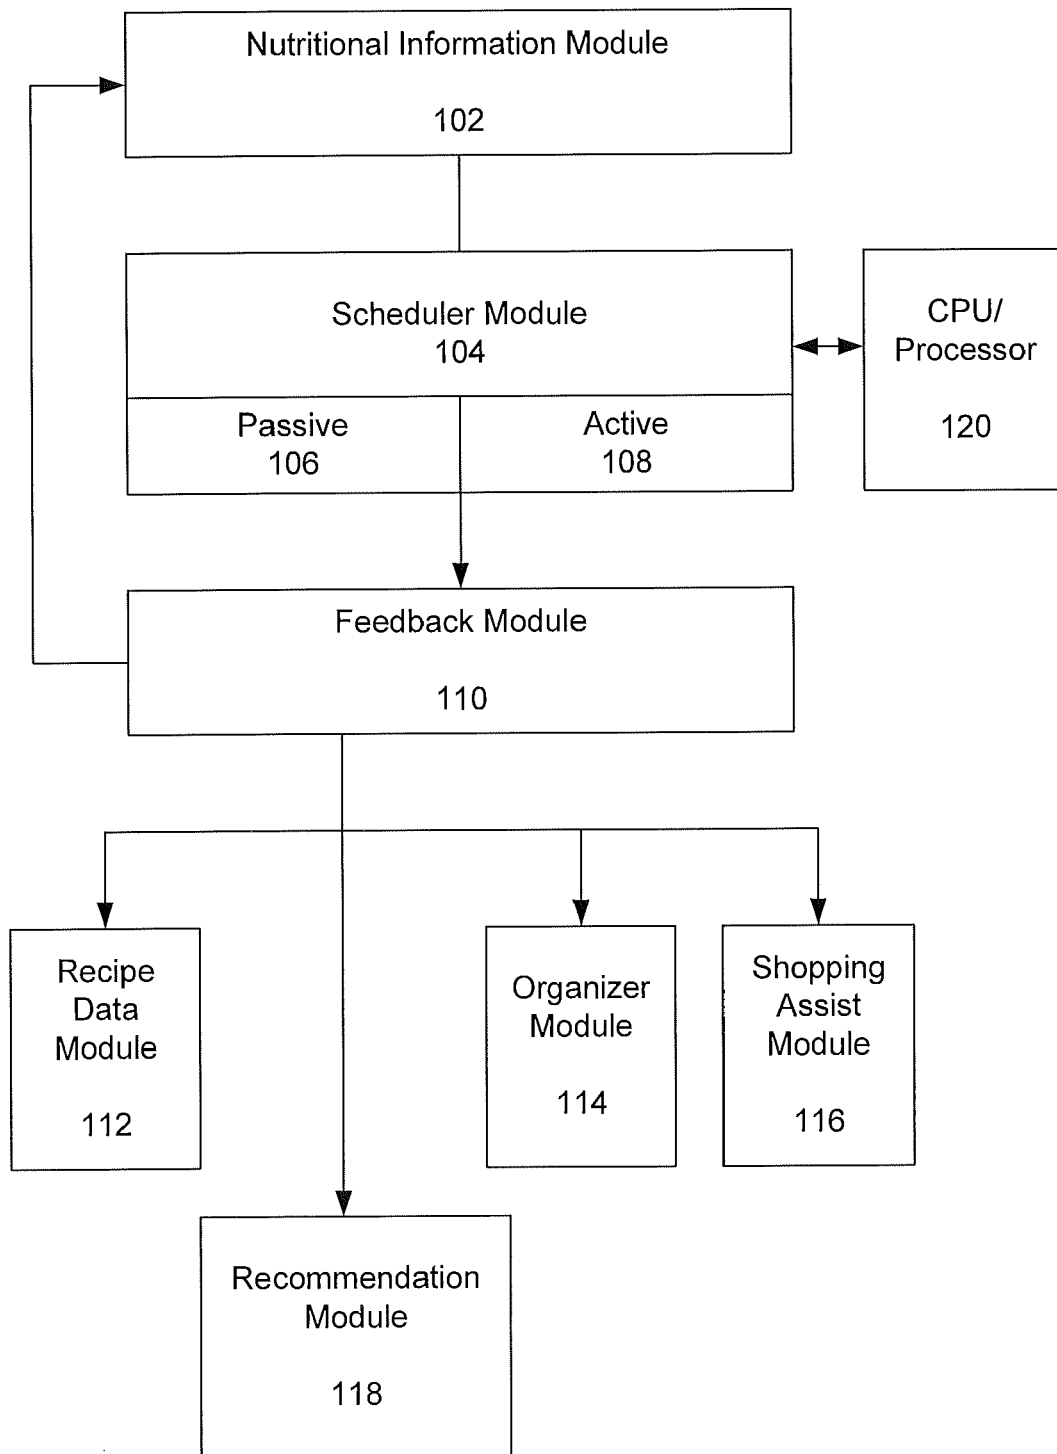 Nutritional Information Module
102
Scheduler Module
104
Passive
106
Active
108
CPU/
Processor
120
Feedback Module
110
Recipe
Data
Module
112
Organizer
Module
114
Shopping
Assist
Module
116
Recommendation
Module
118